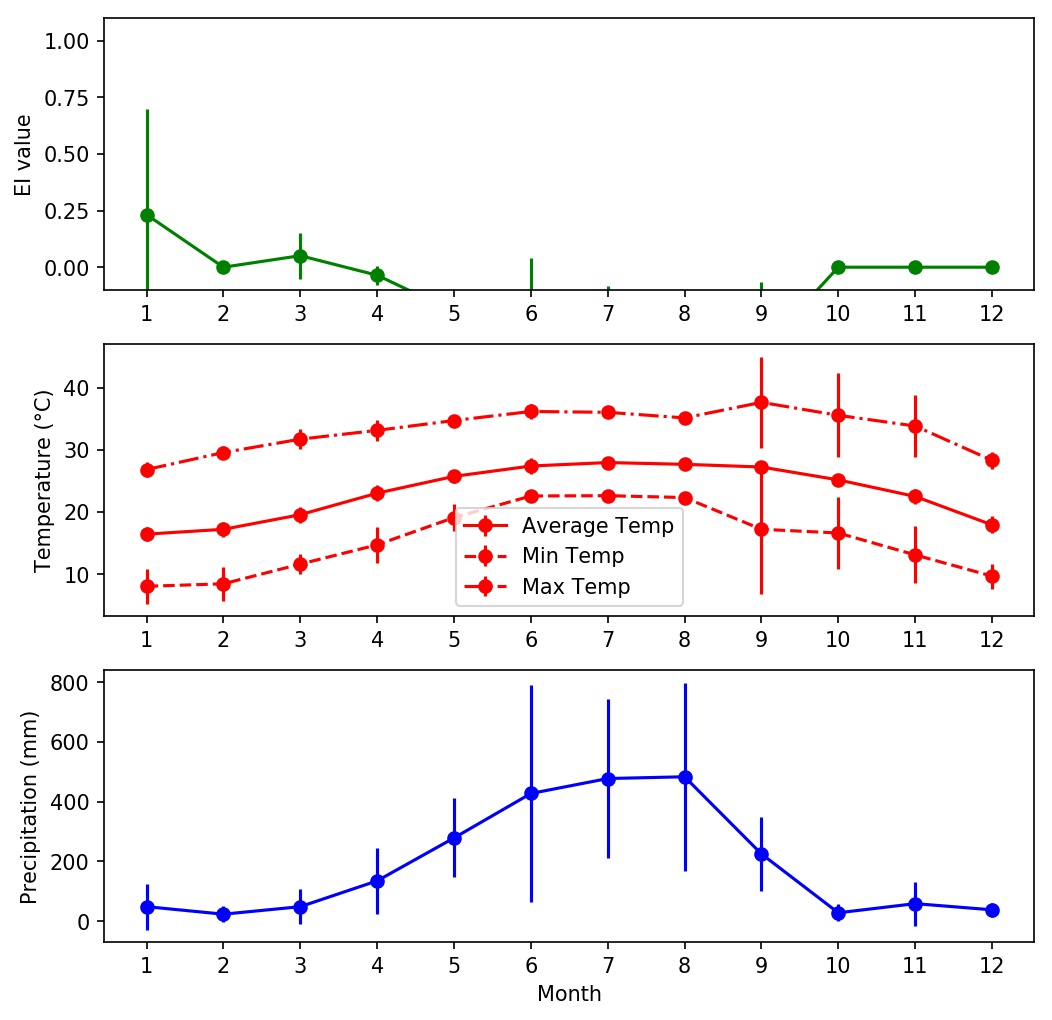 EI value
1.00
0.75
0.50
0.25
0.00
1 2 3 4 5 6 7 8 9 10 11 12
Temperature (°C)
40
30
20
10
Average Temp
Min Temp
Max Temp
1 2 3 4 5 6 7 8 9 10 11 12
Precipitation (mm)
800
600
400
200
0
1 2 3 4 5 6 7 8 9 10 11 12
Month